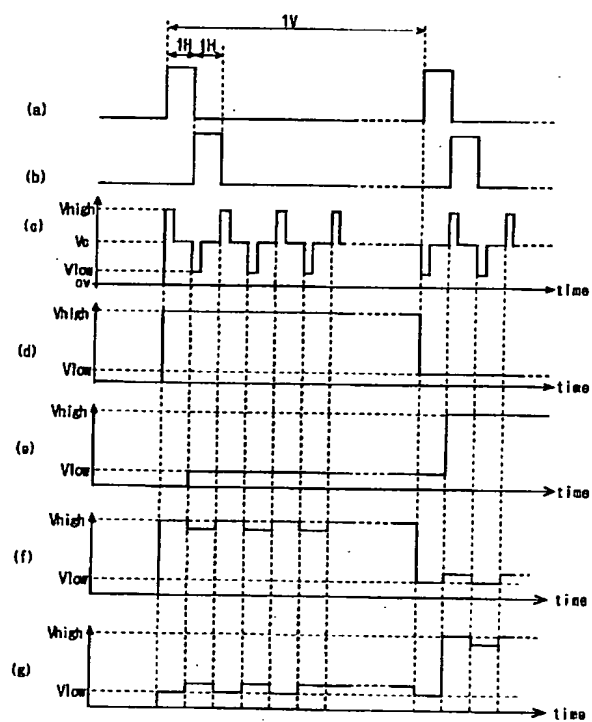 1V
1H 1H
(a)
(b)
(c)
Vhigh
Vc
Vlow
0V
time
(d)
Vhigh
Vlow
time
(e)
Vhigh
Vlow
time
(f)
Vhigh
Vlow
time
(g)
Vhigh
Vlow
time